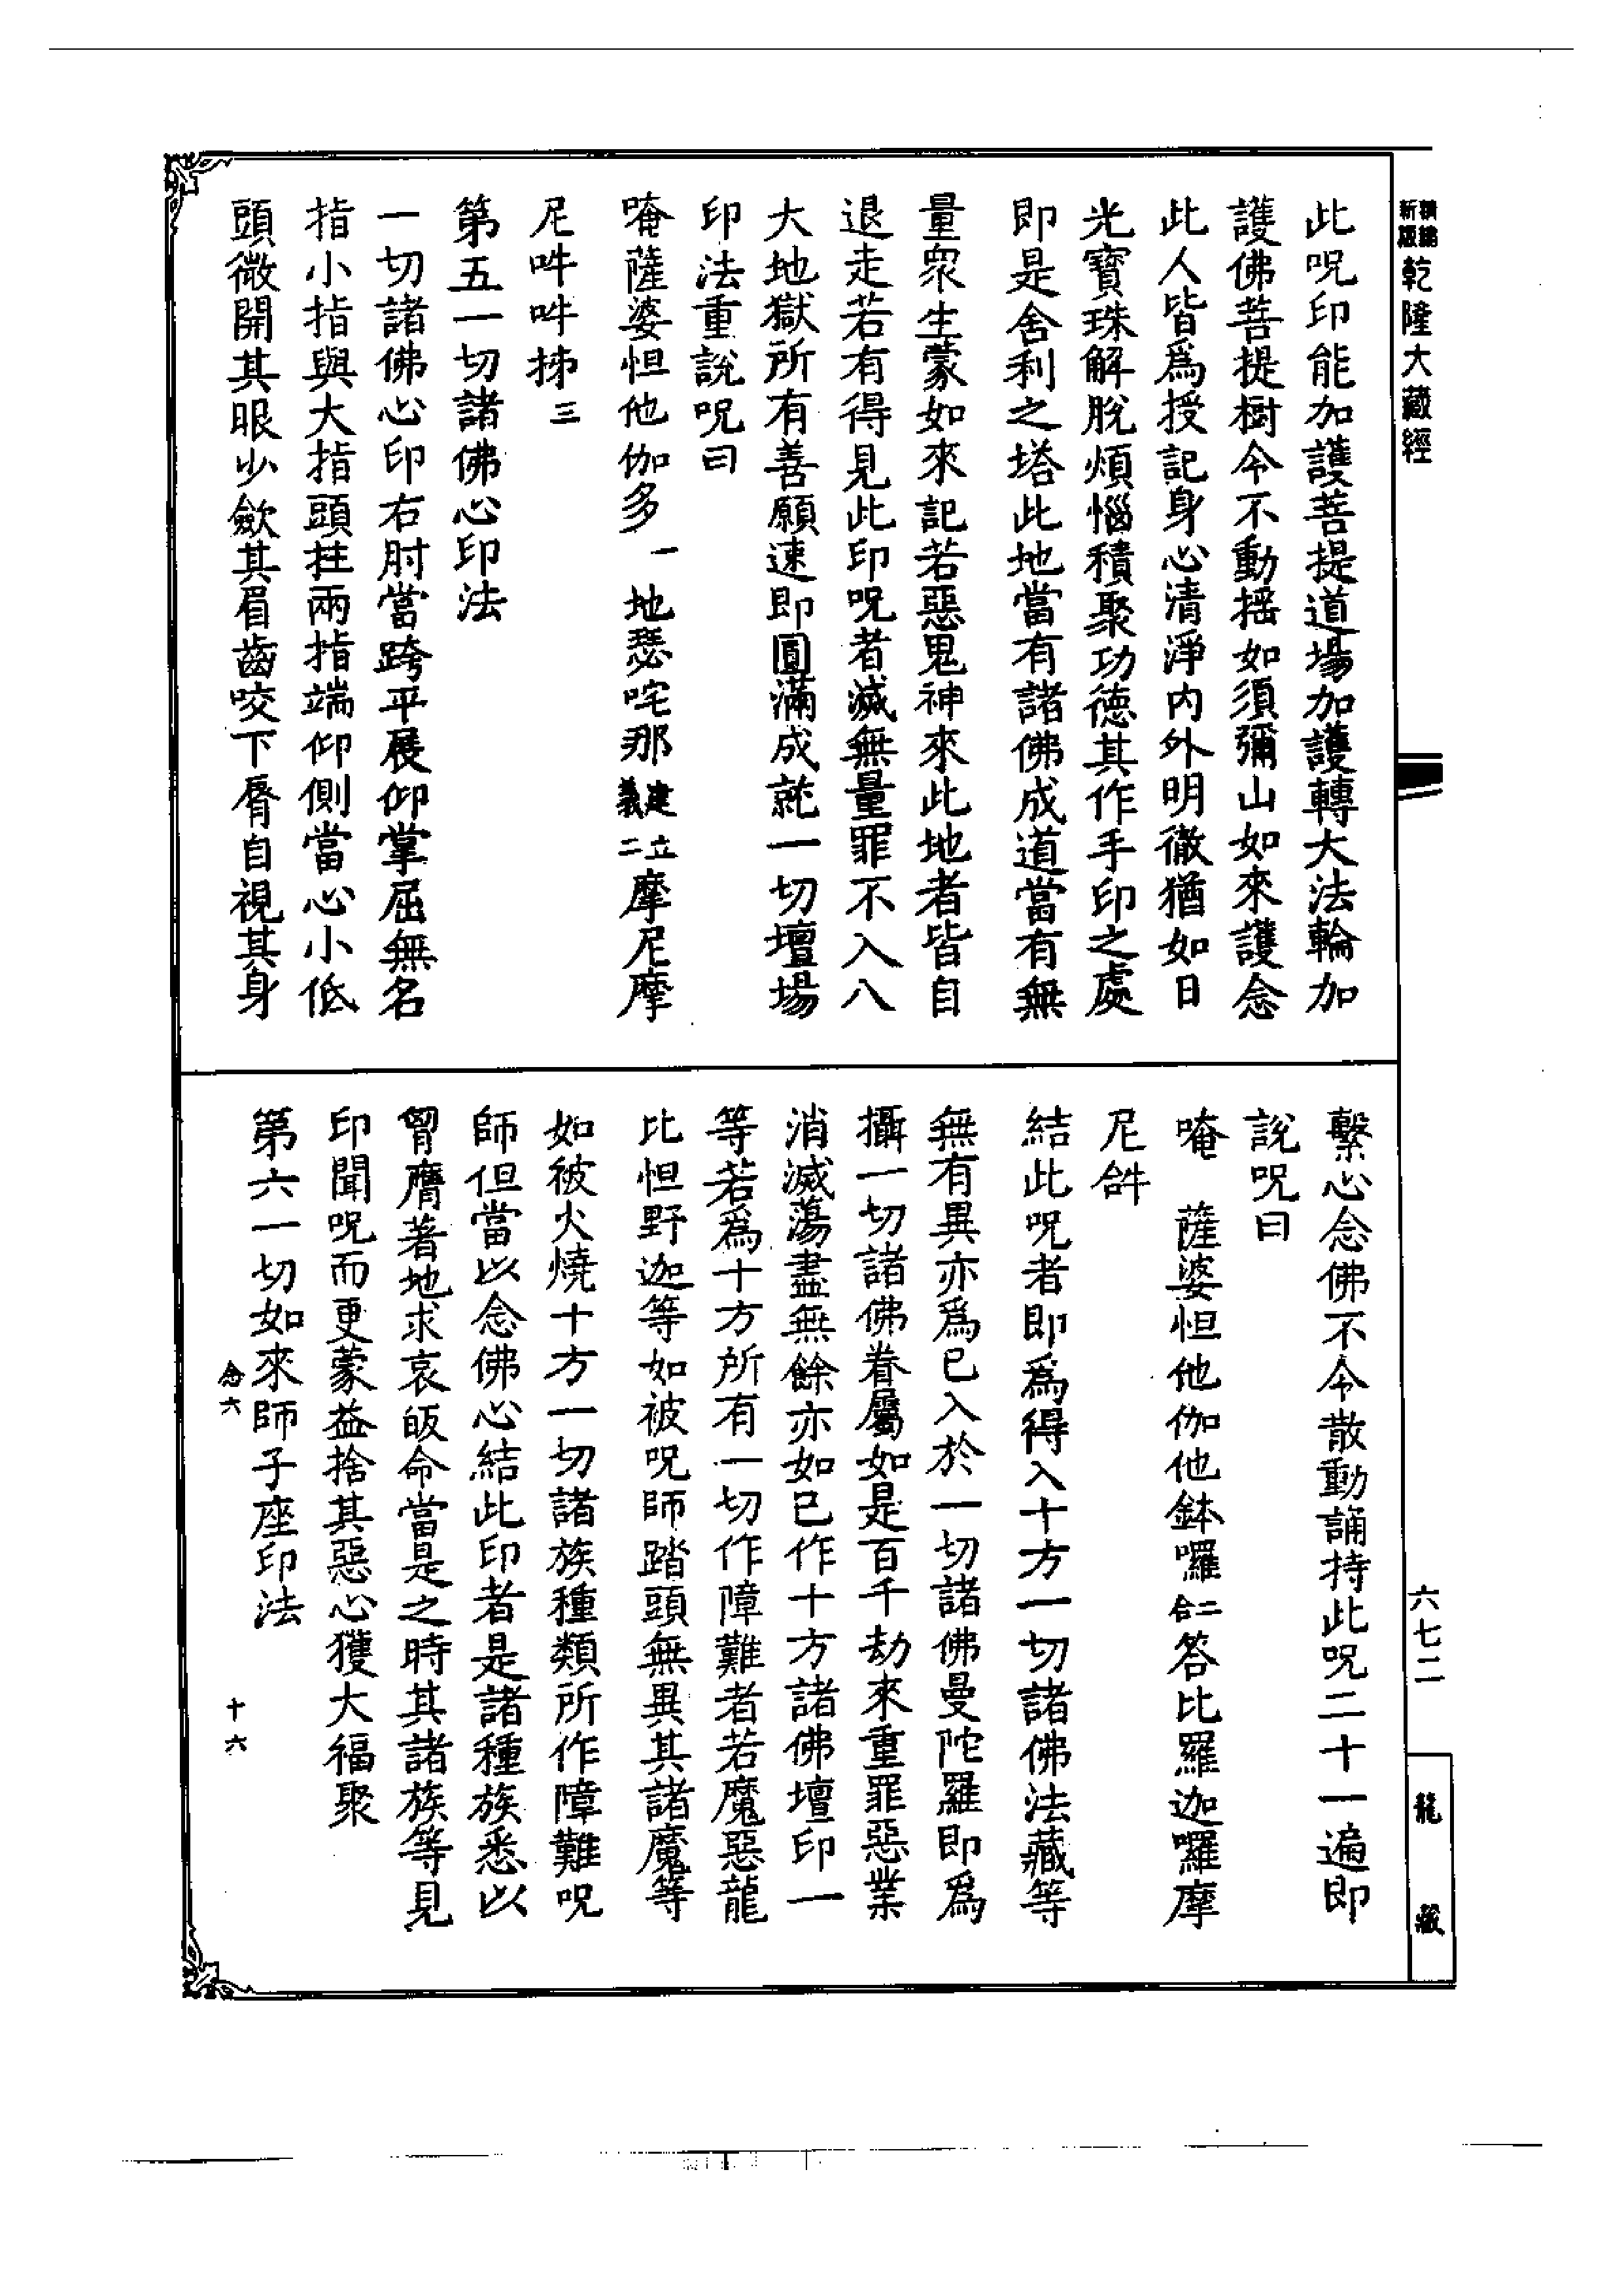 新編
新版
乾隆大藏經
此呪印能加護菩提道場加護轉大法輪加
護佛菩提樹令不動搖如須彌山如來護念
此人皆爲授記身心清淨内外明徹猶如日
光寶珠解脫煩惱積聚功德其作手印之處
即是舍利之塔此地當有諸佛成道當有無
量衆生蒙如來記若惡鬼神來此地者皆自
退走若有得見此印呪者滅無量罪不入八
大地獄所有善願速即圓滿成就一切壇場
印法重說呪曰
唵薩婆怛他伽多一地瑟咤那建立義二摩尼摩
尼吽吽抪三
第五一切諸佛心印法
一切諸佛心印右肘當跨平展仰掌屈無名
指小指與大指頭拄兩指端仰側當心小低
頭微開其眼少歛其眉齒咬下脣自視其身
繫心念佛不令散動誦持此呪二十一遍即
說呪曰
唵 薩婆怛他伽他鉢囉二合答比羅迦囉摩
尼𤙖
結此呪者即爲得入十方一切諸佛法藏等
無有異亦爲已入於一切諸佛曼陀羅即爲
攝一切諸佛眷屬如是百千劫來重罪惡業
消滅蕩盡無餘亦如已作十方諸佛壇印一
等若爲十方所有一切作障難者若魔惡龍
比怛野迦等如被呪師踏頭無異其諸魔等
如被火燒十方一切諸族種類所作障難呪
師但當以念佛心結此印者是諸種族悉以
胷膺著地求哀皈命當是之時其諸族等見
印聞呪而更蒙益捨其惡心獲大福聚
第六一切如來師子座印法
念六
十六
六七二
龍藏